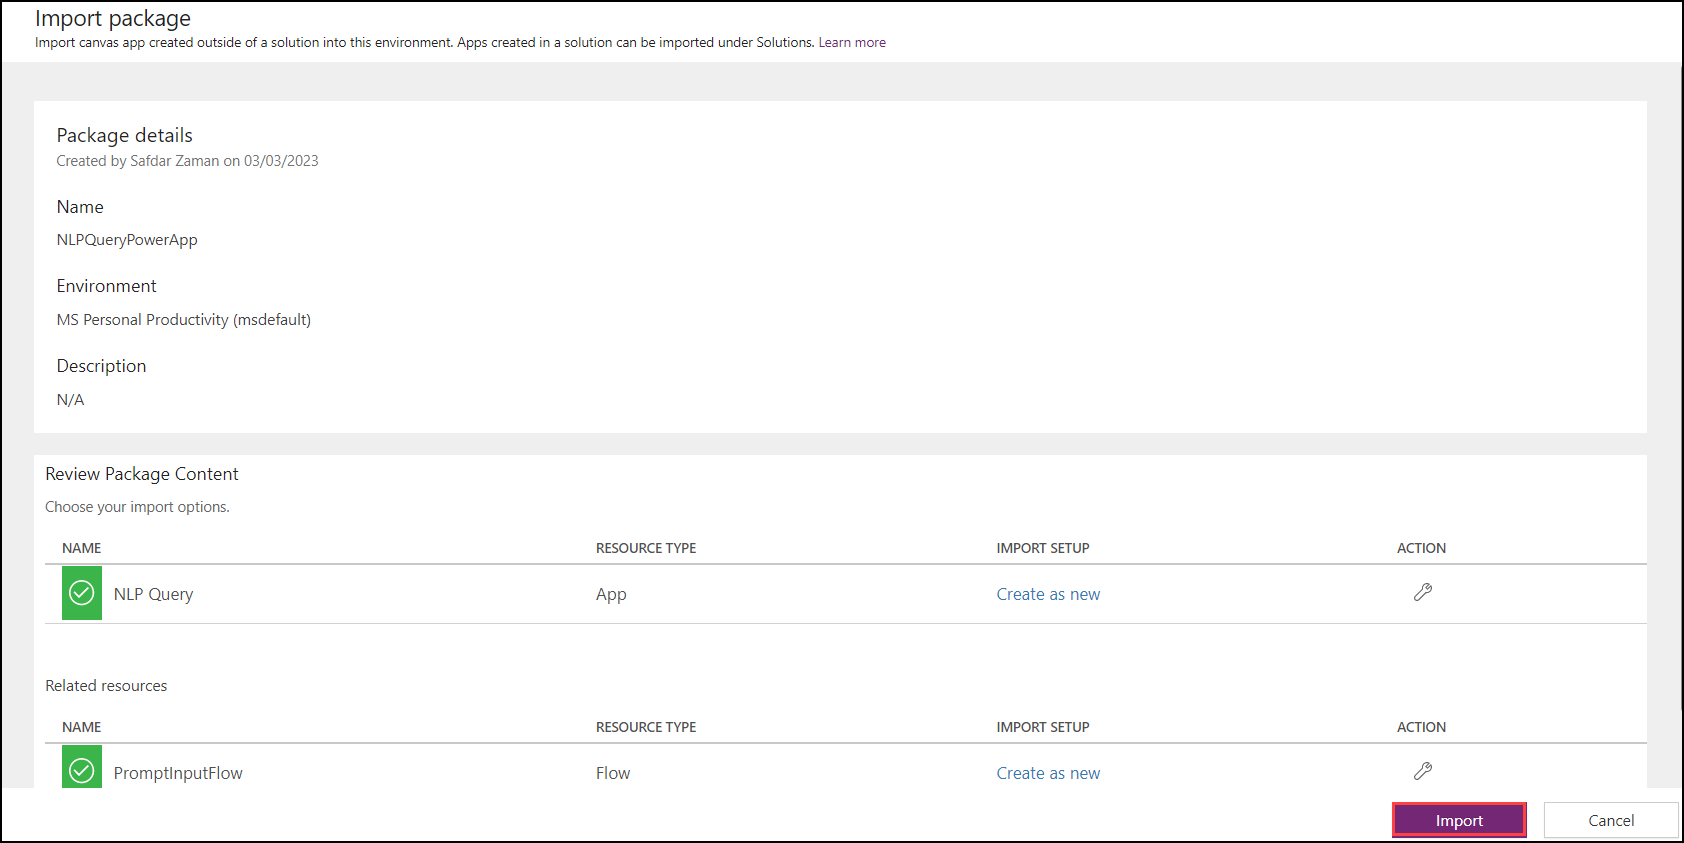 Import package
Import canvas app created outside of a solution into this environment. Apps created in a solution can be imported under Solutions. Learn more
Package details
Created by Safdar Zaman on 03/03/2023
Name
NLPQueryPowerApp
Environment
MS Personal Productivity (msdefault)
Description
N/A
Review Package Content
Choose your import options.
NAME RESOURCE TYPE IMPORT SETUP ACTION
NLP Query App Create as new
Related resources
NAME RESOURCE TYPE IMPORT SETUP ACTION
PromptInputFlow Flow Create as new
Import Cancel